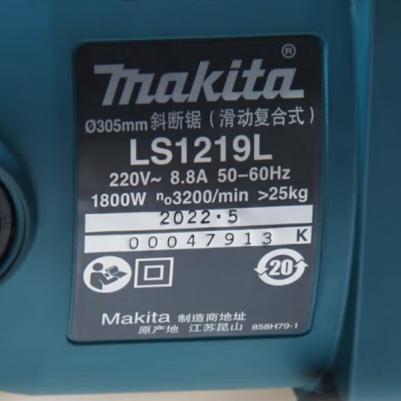 makita®
Ø305mm 斜断锯（滑动复合式）
LS1219L
220V~ 8.8A 50-60Hz
1800W n₀3200/min >25kg
2022·5
00047913 K
20
Makita 制造商地址
原产地 江苏昆山 858H79-1